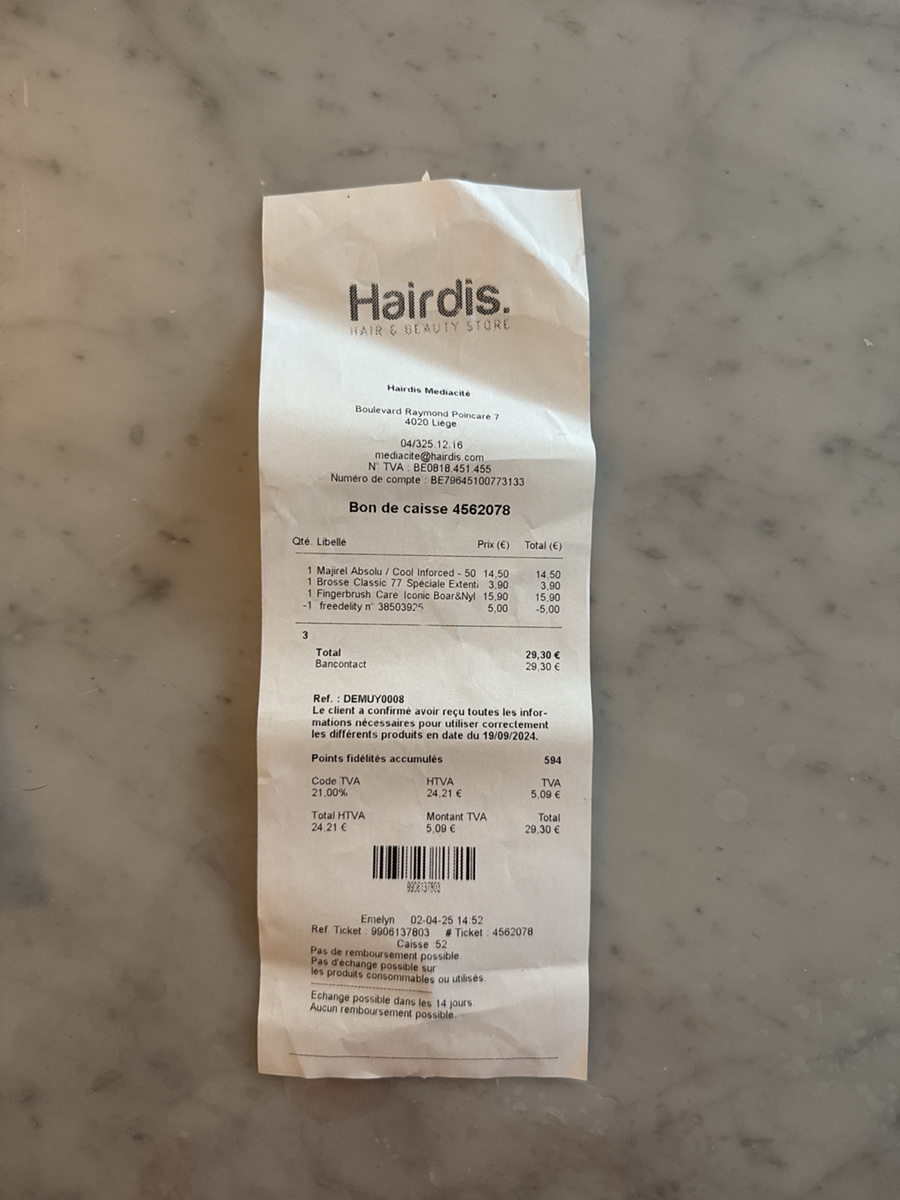 Hairdis.
HAIR & BEAUTY STORE
Hairdis Mediacité
Boulevard Raymond Poincaré 7
4020 Liège
04/325.12.16
mediacite@hairdis.com
N° TVA : BE0818.451.455
Numéro de compte : BE79645100773133
Bon de caisse 4562078
Qté. Libellé Prix (€) Total (€)
1 Majirel Absolu / Cool Inforced - 50 14,50 14,50
1 Brosse Classic 77 Spéciale Extenti 3,90 3,90
1 Fingerbrush Care Iconic Boar&Nyl 15,90 15,90
-1 freedelity n° 38503925 5,00 -5,00
3
Total 29,30 €
Bancontact 29,30 €
Ref. : DEMUY0008
Le client a confirmé avoir reçu toutes les infor-
mations nécessaires pour utiliser correctement
les différents produits en date du 19/09/2024.
Points fidélités accumulés 594
Code TVA HTVA TVA
21,00% 24,21 € 5,09 €
Total HTVA Montant TVA Total
24,21 € 5,09 € 29,30 €
9906137803
Emelyn 02-04-25 14:52
Ref. Ticket : 9906137803 # Ticket : 4562078
Caisse :52
Pas de remboursement possible.
Pas d'échange possible sur
les produits consommables ou utilisés.
Echange possible dans les 14 jours.
Aucun remboursement possible.